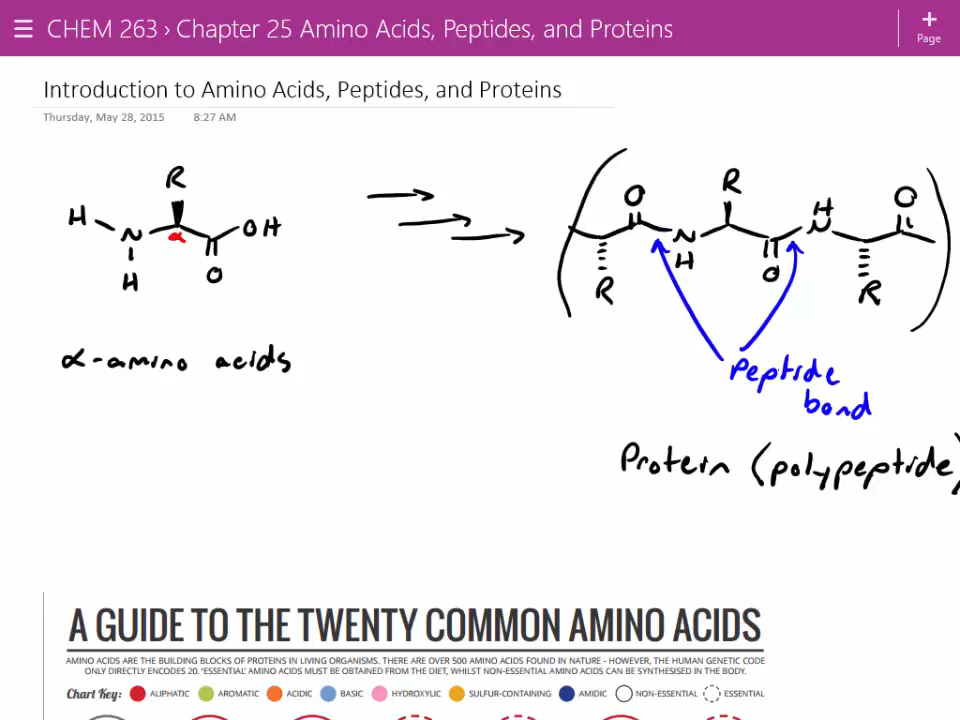 ☰ CHEM 263 › Chapter 25 Amino Acids, Peptides, and Proteins
+ Page
Introduction to Amino Acids, Peptides, and Proteins
Thursday, May 28, 2015 8:27 AM
R
H N α OH
H O
O R H O
N N
H O
R R
α-amino acids
Peptide
bond
Protein (polypeptide)
A GUIDE TO THE TWENTY COMMON AMINO ACIDS
AMINO ACIDS ARE THE BUILDING BLOCKS OF PROTEINS IN LIVING ORGANISMS. THERE ARE OVER 500 AMINO ACIDS FOUND IN NATURE - HOWEVER, THE HUMAN GENETIC CODE
ONLY DIRECTLY ENCODES 20. 'ESSENTIAL' AMINO ACIDS MUST BE OBTAINED FROM THE DIET, WHILST NON-ESSENTIAL AMINO ACIDS CAN BE SYNTHESISED IN THE BODY.
Chart Key: ALIPHATIC AROMATIC ACIDIC BASIC HYDROXYLIC SULFUR-CONTAINING AMIDIC NON-ESSENTIAL ESSENTIAL